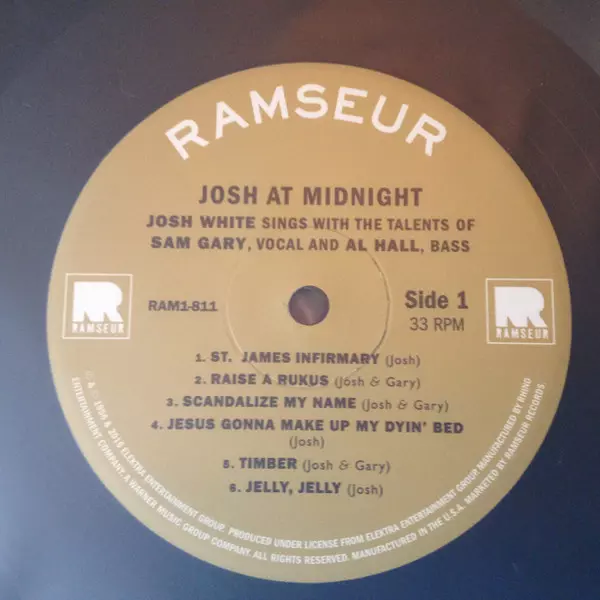 RAMSEUR
JOSH AT MIDNIGHT
JOSH WHITE SINGS WITH THE TALENTS OF
SAM GARY, VOCAL AND AL HALL, BASS
R
RAMSEUR
RAM1-811
Side 1
33 RPM
R
RAMSEUR
1. ST. JAMES INFIRMARY (Josh)
2. RAISE A RUKUS (Josh & Gary)
3. SCANDALIZE MY NAME (Josh & Gary)
4. JESUS GONNA MAKE UP MY DYIN' BED
(Josh)
5. TIMBER (Josh & Gary)
6. JELLY, JELLY (Josh)
& ℗ 1956 & 2016 ELEKTRA ENTERTAINMENT GROUP. PRODUCED UNDER LICENSE FROM ELEKTRA ENTERTAINMENT GROUP. MANUFACTURED BY RHINO
ENTERTAINMENT COMPANY, A WARNER MUSIC GROUP COMPANY. ALL RIGHTS RESERVED. MANUFACTURED IN THE U.S.A. MARKETED BY RAMSEUR RECORDS.